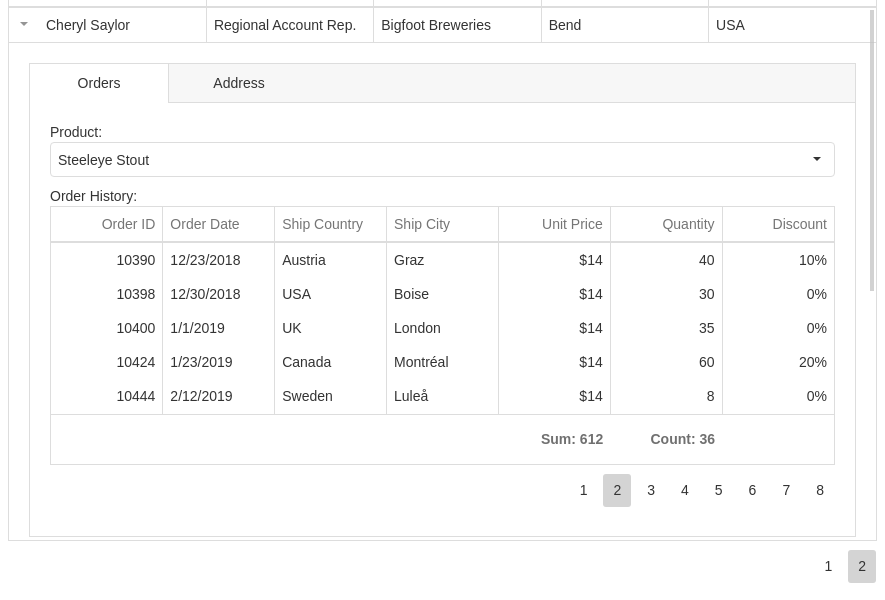 Cheryl Saylor Regional Account Rep. Bigfoot Breweries Bend USA
Orders Address
Product:
Steeleye Stout
Order History:
Order ID Order Date Ship Country Ship City Unit Price Quantity Discount
10390 12/23/2018 Austria Graz $14 40 10%
10398 12/30/2018 USA Boise $14 30 0%
10400 1/1/2019 UK London $14 35 0%
10424 1/23/2019 Canada Montréal $14 60 20%
10444 2/12/2019 Sweden Luleå $14 8 0%
Sum: 612 Count: 36
1 2 3 4 5 6 7 8
1 2